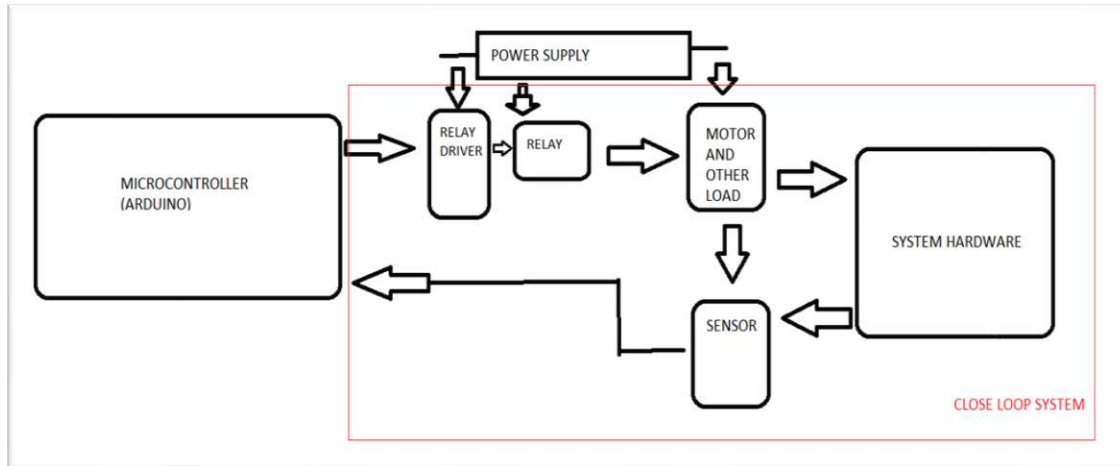 POWER SUPPLY
MICROCONTROLLER
(ARDUINO)
RELAY
DRIVER
RELAY
MOTOR
AND
OTHER
LOAD
SYSTEM HARDWARE
SENSOR
CLOSE LOOP SYSTEM